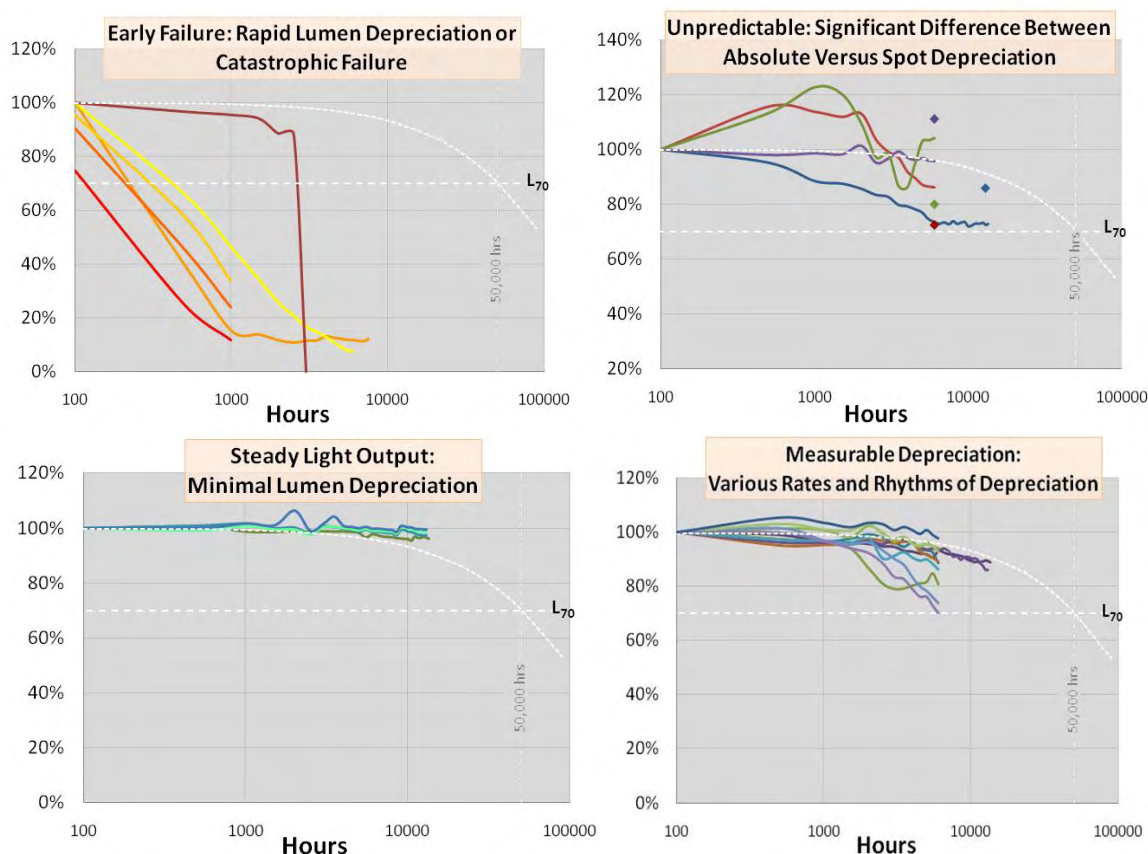 Early Failure: Rapid Lumen Depreciation or
Catastrophic Failure
120%
100%
80%
60%
40%
20%
0%
L70
50,000 hrs
100
1000
10000
100000
Hours
Unpredictable: Significant Difference Between
Absolute Versus Spot Depreciation
140%
120%
100%
80%
60%
40%
20%
L70
50,000 hrs
100
1000
10000
100000
Hours
Steady Light Output:
Minimal Lumen Depreciation
120%
100%
80%
60%
40%
20%
0%
L70
50,000 hrs
100
1000
10000
100000
Hours
Measurable Depreciation:
Various Rates and Rhythms of Depreciation
120%
100%
80%
60%
40%
20%
0%
L70
50,000 hrs
100
1000
10000
100000
Hours